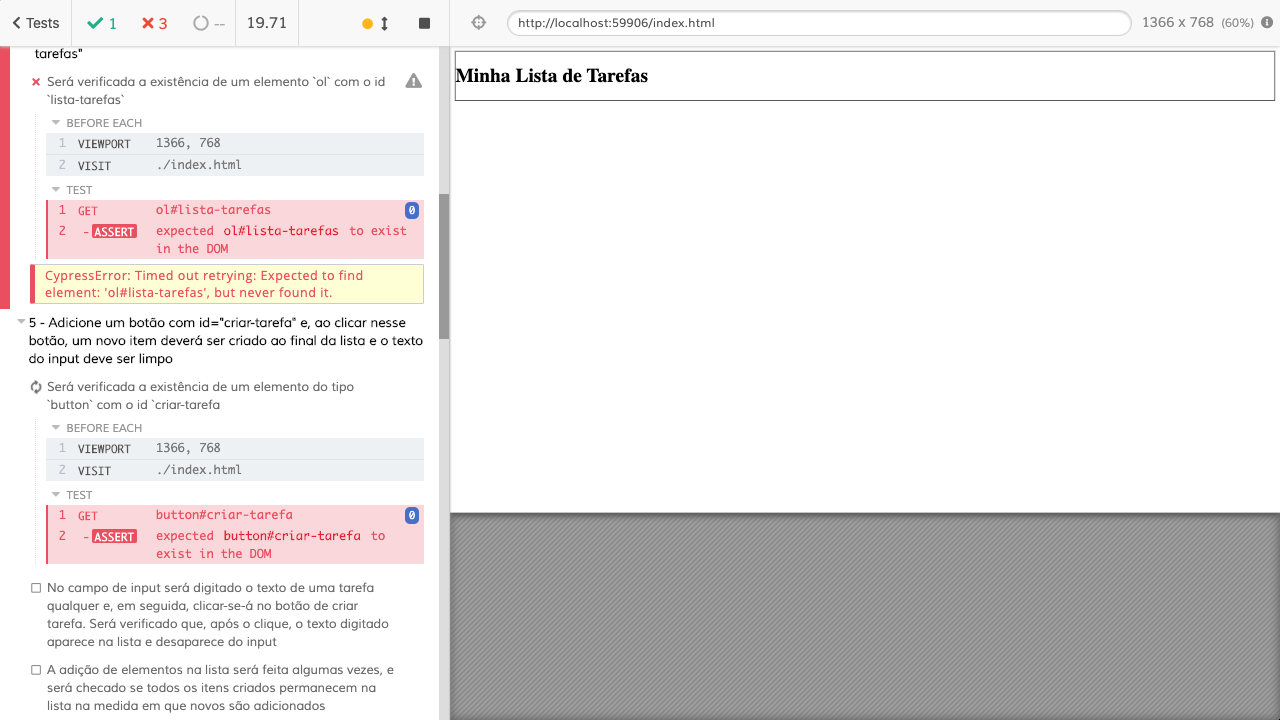 Tests
1
3
--
19.71
http://localhost:59906/index.html
1366 x 768 (60%)
tarefas"
Será verificada a existência de um elemento `ol` com o id
`lista-tarefas`
BEFORE EACH
1 VIEWPORT 1366, 768
2 VISIT ./index.html
TEST
1 GET ol#lista-tarefas 0
2 -ASSERT expected ol#lista-tarefas to exist
in the DOM
CypressError: Timed out retrying: Expected to find
element: 'ol#lista-tarefas', but never found it.
5 - Adicione um botão com id="criar-tarefa" e, ao clicar nesse
botão, um novo item deverá ser criado ao final da lista e o texto
do input deve ser limpo
Será verificada a existência de um elemento do tipo
`button` com o id `criar-tarefa
BEFORE EACH
1 VIEWPORT 1366, 768
2 VISIT ./index.html
TEST
1 GET button#criar-tarefa 0
2 -ASSERT expected button#criar-tarefa to
exist in the DOM
No campo de input será digitado o texto de uma tarefa
qualquer e, em seguida, clicar-se-á no botão de criar
tarefa. Será verificado que, após o clique, o texto digitado
aparece na lista e desaparece do input
A adição de elementos na lista será feita algumas vezes, e
será checado se todos os itens criados permanecem na
lista na medida em que novos são adicionados
Minha Lista de Tarefas